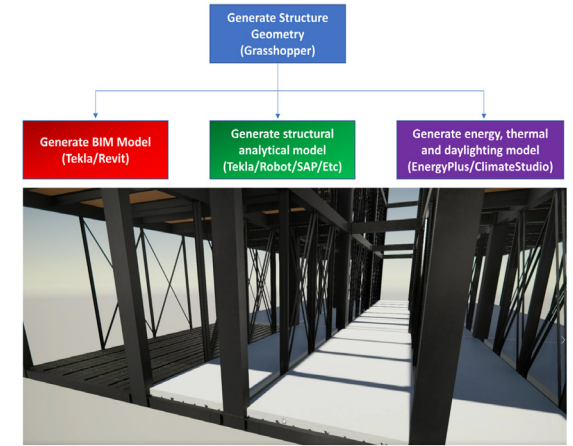 Generate Structure
Geometry
(Grasshopper)
Generate BIM Model
(Tekla/Revit)
Generate structural
analytical model
(Tekla/Robot/SAP/Etc)
Generate energy, thermal
and daylighting model
(EnergyPlus/ClimateStudio)